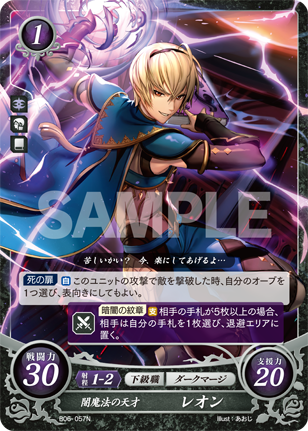 1
SAMPLE
苦しいかい? 今、楽にしてあげるよ…
死の扉 自 このユニットの攻撃で敵を撃破した時、自分のオーブを
1つ選び、表向きにしてもよい。
暗闇の紋章 攻 相手の手札が5枚以上の場合、
相手は自分の手札を1枚選び、退避エリアに
置く。
戦闘力
30
射程 1-2
下級職
ダークマージ
支援力
20
闇魔法の天才 レオン
B06-057N
Illust:あおじ